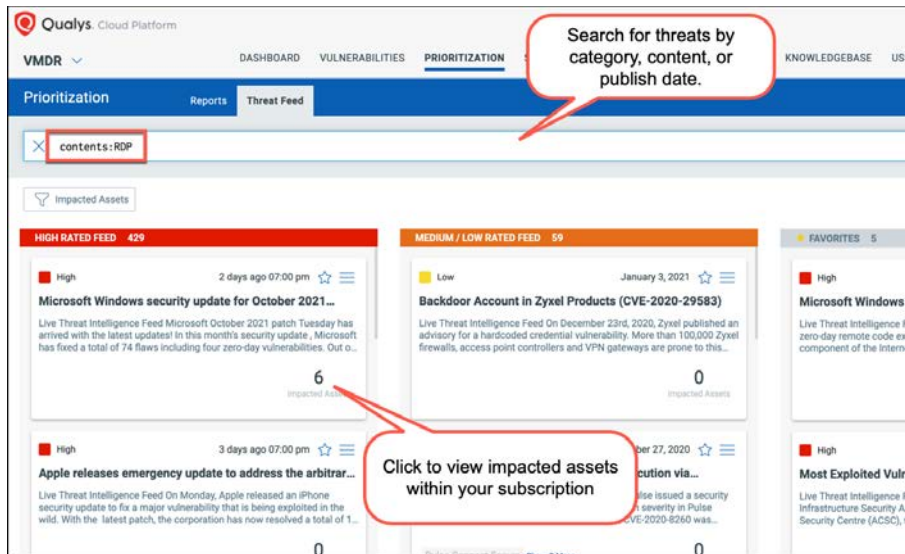 Qualys. Cloud Platform
VMDR
DASHBOARD VULNERABILITIES PRIORITIZATION KNOWLEDGEBASE
Search for threats by
category, content, or
publish date.
Prioritization Reports Threat Feed
contents:RDP
Impacted Assets
HIGH RATED FEED 429
High 2 days ago 07:00 pm
Microsoft Windows security update for October 2021...
Live Threat Intelligence Feed Microsoft October 2021 patch Tuesday has
arrived with the latest updates! In this month's security update , Microsoft
has fixed a total of 74 flaws including four zero-day vulnerabilities. Out o...
6
Impacted Assets
High 3 days ago 07:00 pm
Apple releases emergency update to address the arbitrar...
Live Threat Intelligence Feed On Monday, Apple released an iPhone
security update to fix a major vulnerability that is being exploited in the
wild. With the latest patch, the corporation has now resolved a total of 1...
0
MEDIUM / LOW RATED FEED 59
Low January 3, 2021
Backdoor Account in Zyxel Products (CVE-2020-29583)
Live Threat Intelligence Feed On December 23rd, 2020, Zyxel published an
advisory for a hardcoded credential vulnerability. More than 100,000 Zyxel
firewalls, access point controllers and VPN gateways are prone to this...
0
Impacted Assets
Click to view impacted assets
within your subscription
27, 2020
via...
issued a security
severity in Pulse
CVE-2020-8260 was...
0
FAVORITES 5
High
Microsoft Windows
Live Threat Intelligence
zero-day remote code
component of the
High
Most Exploited
Live Threat Intelligence
Infrastructure Security
Security Centre (ACSC),